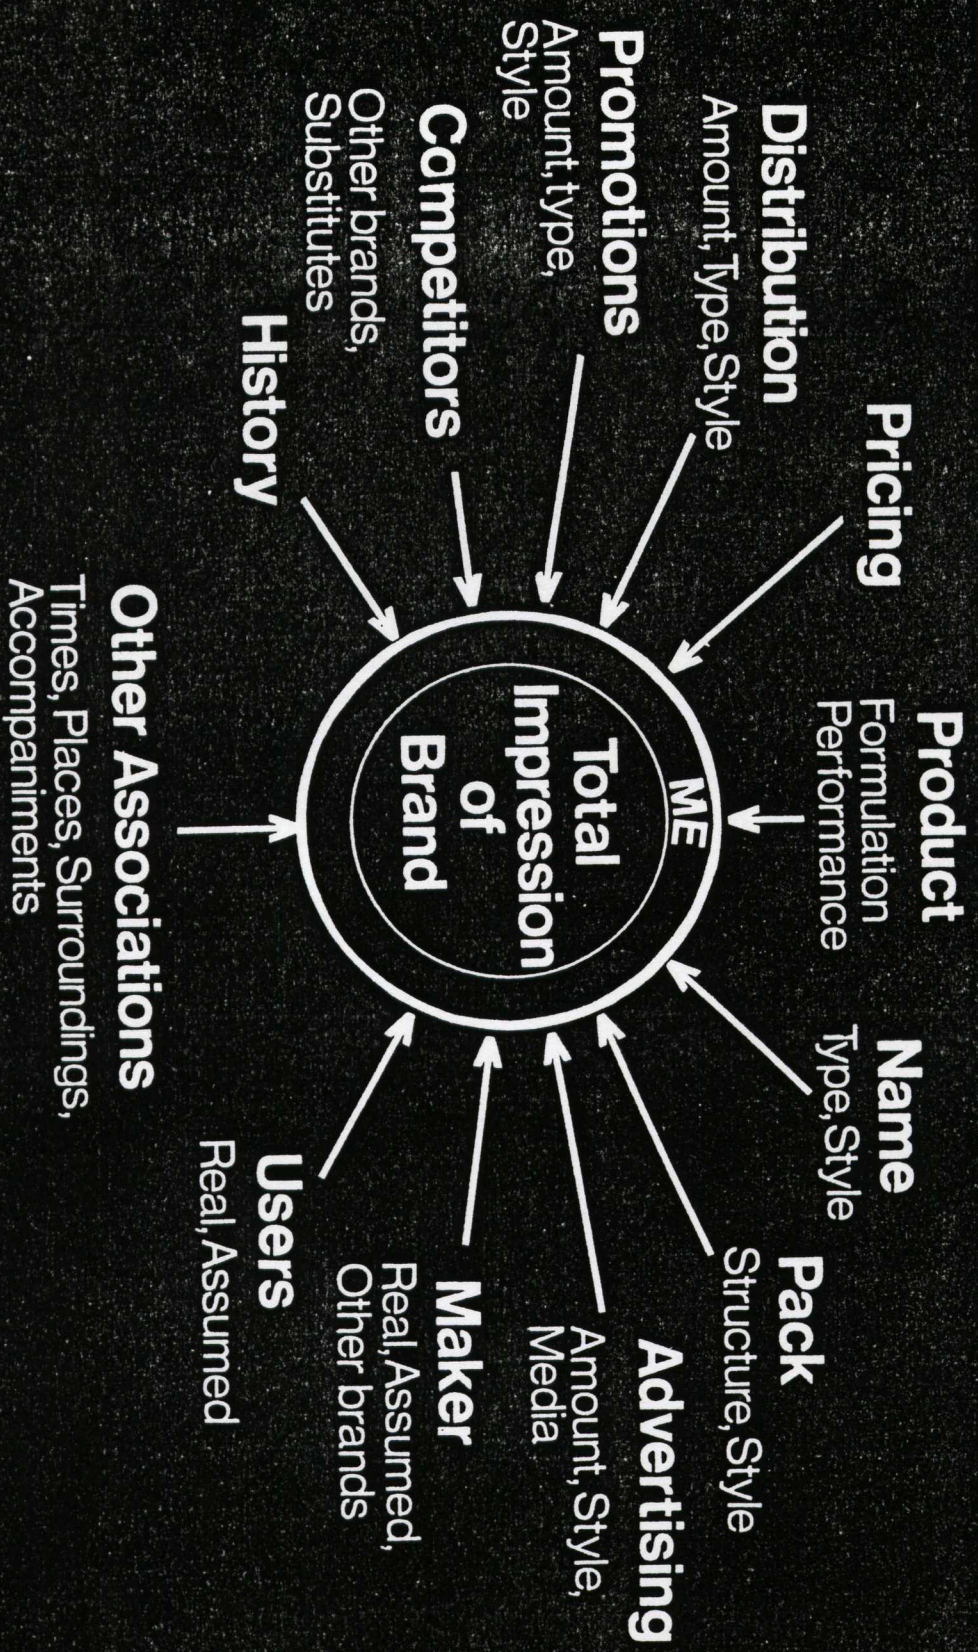 Product
Formulation
Performance
Name
Type, Style
Pack
Structure, Style
Advertising
Amount, Style,
Media
Maker
Real, Assumed,
Other brands
Users
Real, Assumed
Other Associations
Times, Places, Surroundings,
Accompaniments
History
Competitors
Other brands,
Substitutes
Promotions
Amount, type,
Style
Distribution
Amount, Type, Style
Pricing
ME
Total
Impression
of
Brand